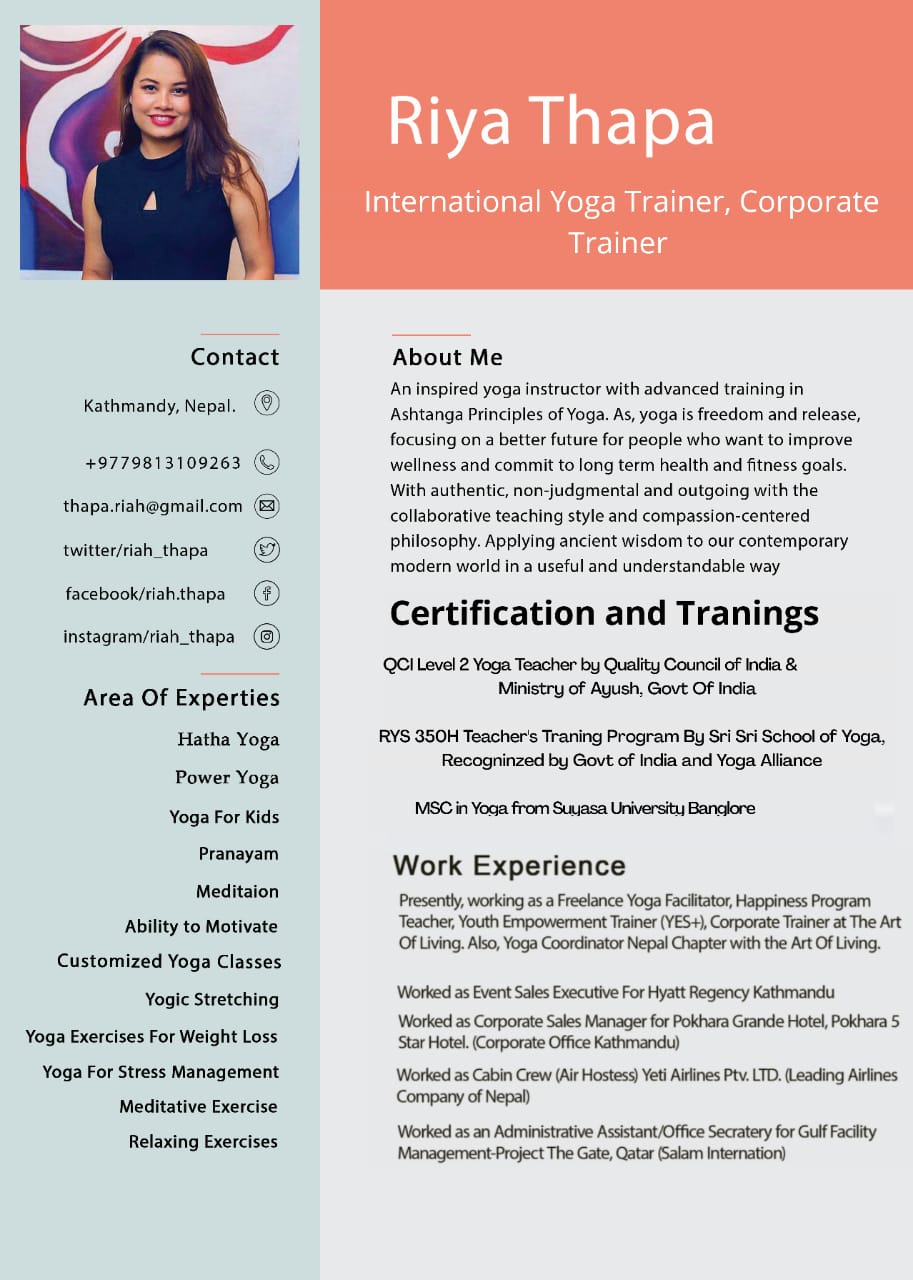 Riya Thapa
International Yoga Trainer, Corporate
Trainer
Contact
Kathmandy, Nepal.
+9779813109263
thapa.riah@gmail.com
twitter/riah_thapa
facebook/riah.thapa
instagram/riah_thapa
Area Of Experties
Hatha Yoga
Power Yoga
Yoga For Kids
Pranayam
Meditaion
Ability to Motivate
Customized Yoga Classes
Yogic Stretching
Yoga Exercises For Weight Loss
Yoga For Stress Management
Meditative Exercise
Relaxing Exercises
About Me
An inspired yoga instructor with advanced training in
Ashtanga Principles of Yoga. As, yoga is freedom and release,
focusing on a better future for people who want to improve
wellness and commit to long term health and fitness goals.
With authentic, non-judgmental and outgoing with the
collaborative teaching style and compassion-centered
philosophy. Applying ancient wisdom to our contemporary
modern world in a useful and understandable way
Certification and Tranings
QCI Level 2 Yoga Teacher by Quality Council of India &
Ministry of Ayush, Govt Of India
RYS 350H Teacher's Traning Program By Sri Sri School of Yoga,
Recogninzed by Govt of India and Yoga Alliance
MSC in Yoga from Suyasa University Banglore
Work Experience
Presently, working as a Freelance Yoga Facilitator, Happiness Program
Teacher, Youth Empowerment Trainer (YES+), Corporate Trainer at The Art
Of Living. Also, Yoga Coordinator Nepal Chapter with the Art Of Living.
Worked as Event Sales Executive For Hyatt Regency Kathmandu
Worked as Corporate Sales Manager for Pokhara Grande Hotel, Pokhara 5
Star Hotel. (Corporate Office Kathmandu)
Worked as Cabin Crew (Air Hostess) Yeti Airlines Ptv. LTD. (Leading Airlines
Company of Nepal)
Worked as an Administrative Assistant/Office Secratery for Gulf Facility
Management-Project The Gate, Qatar (Salam Internation)